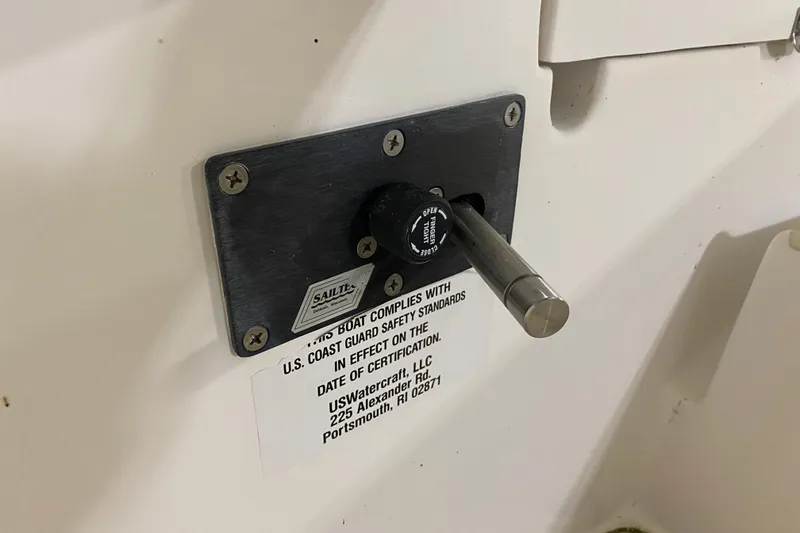 OPEN
FINGER
TIGHT
CLOSE
SAILTEC
THIS BOAT COMPLIES WITH
U.S. COAST GUARD SAFETY STANDARDS
IN EFFECT ON THE
DATE OF CERTIFICATION.
USWatercraft, LLC
225 Alexander Rd.
Portsmouth, RI 02871